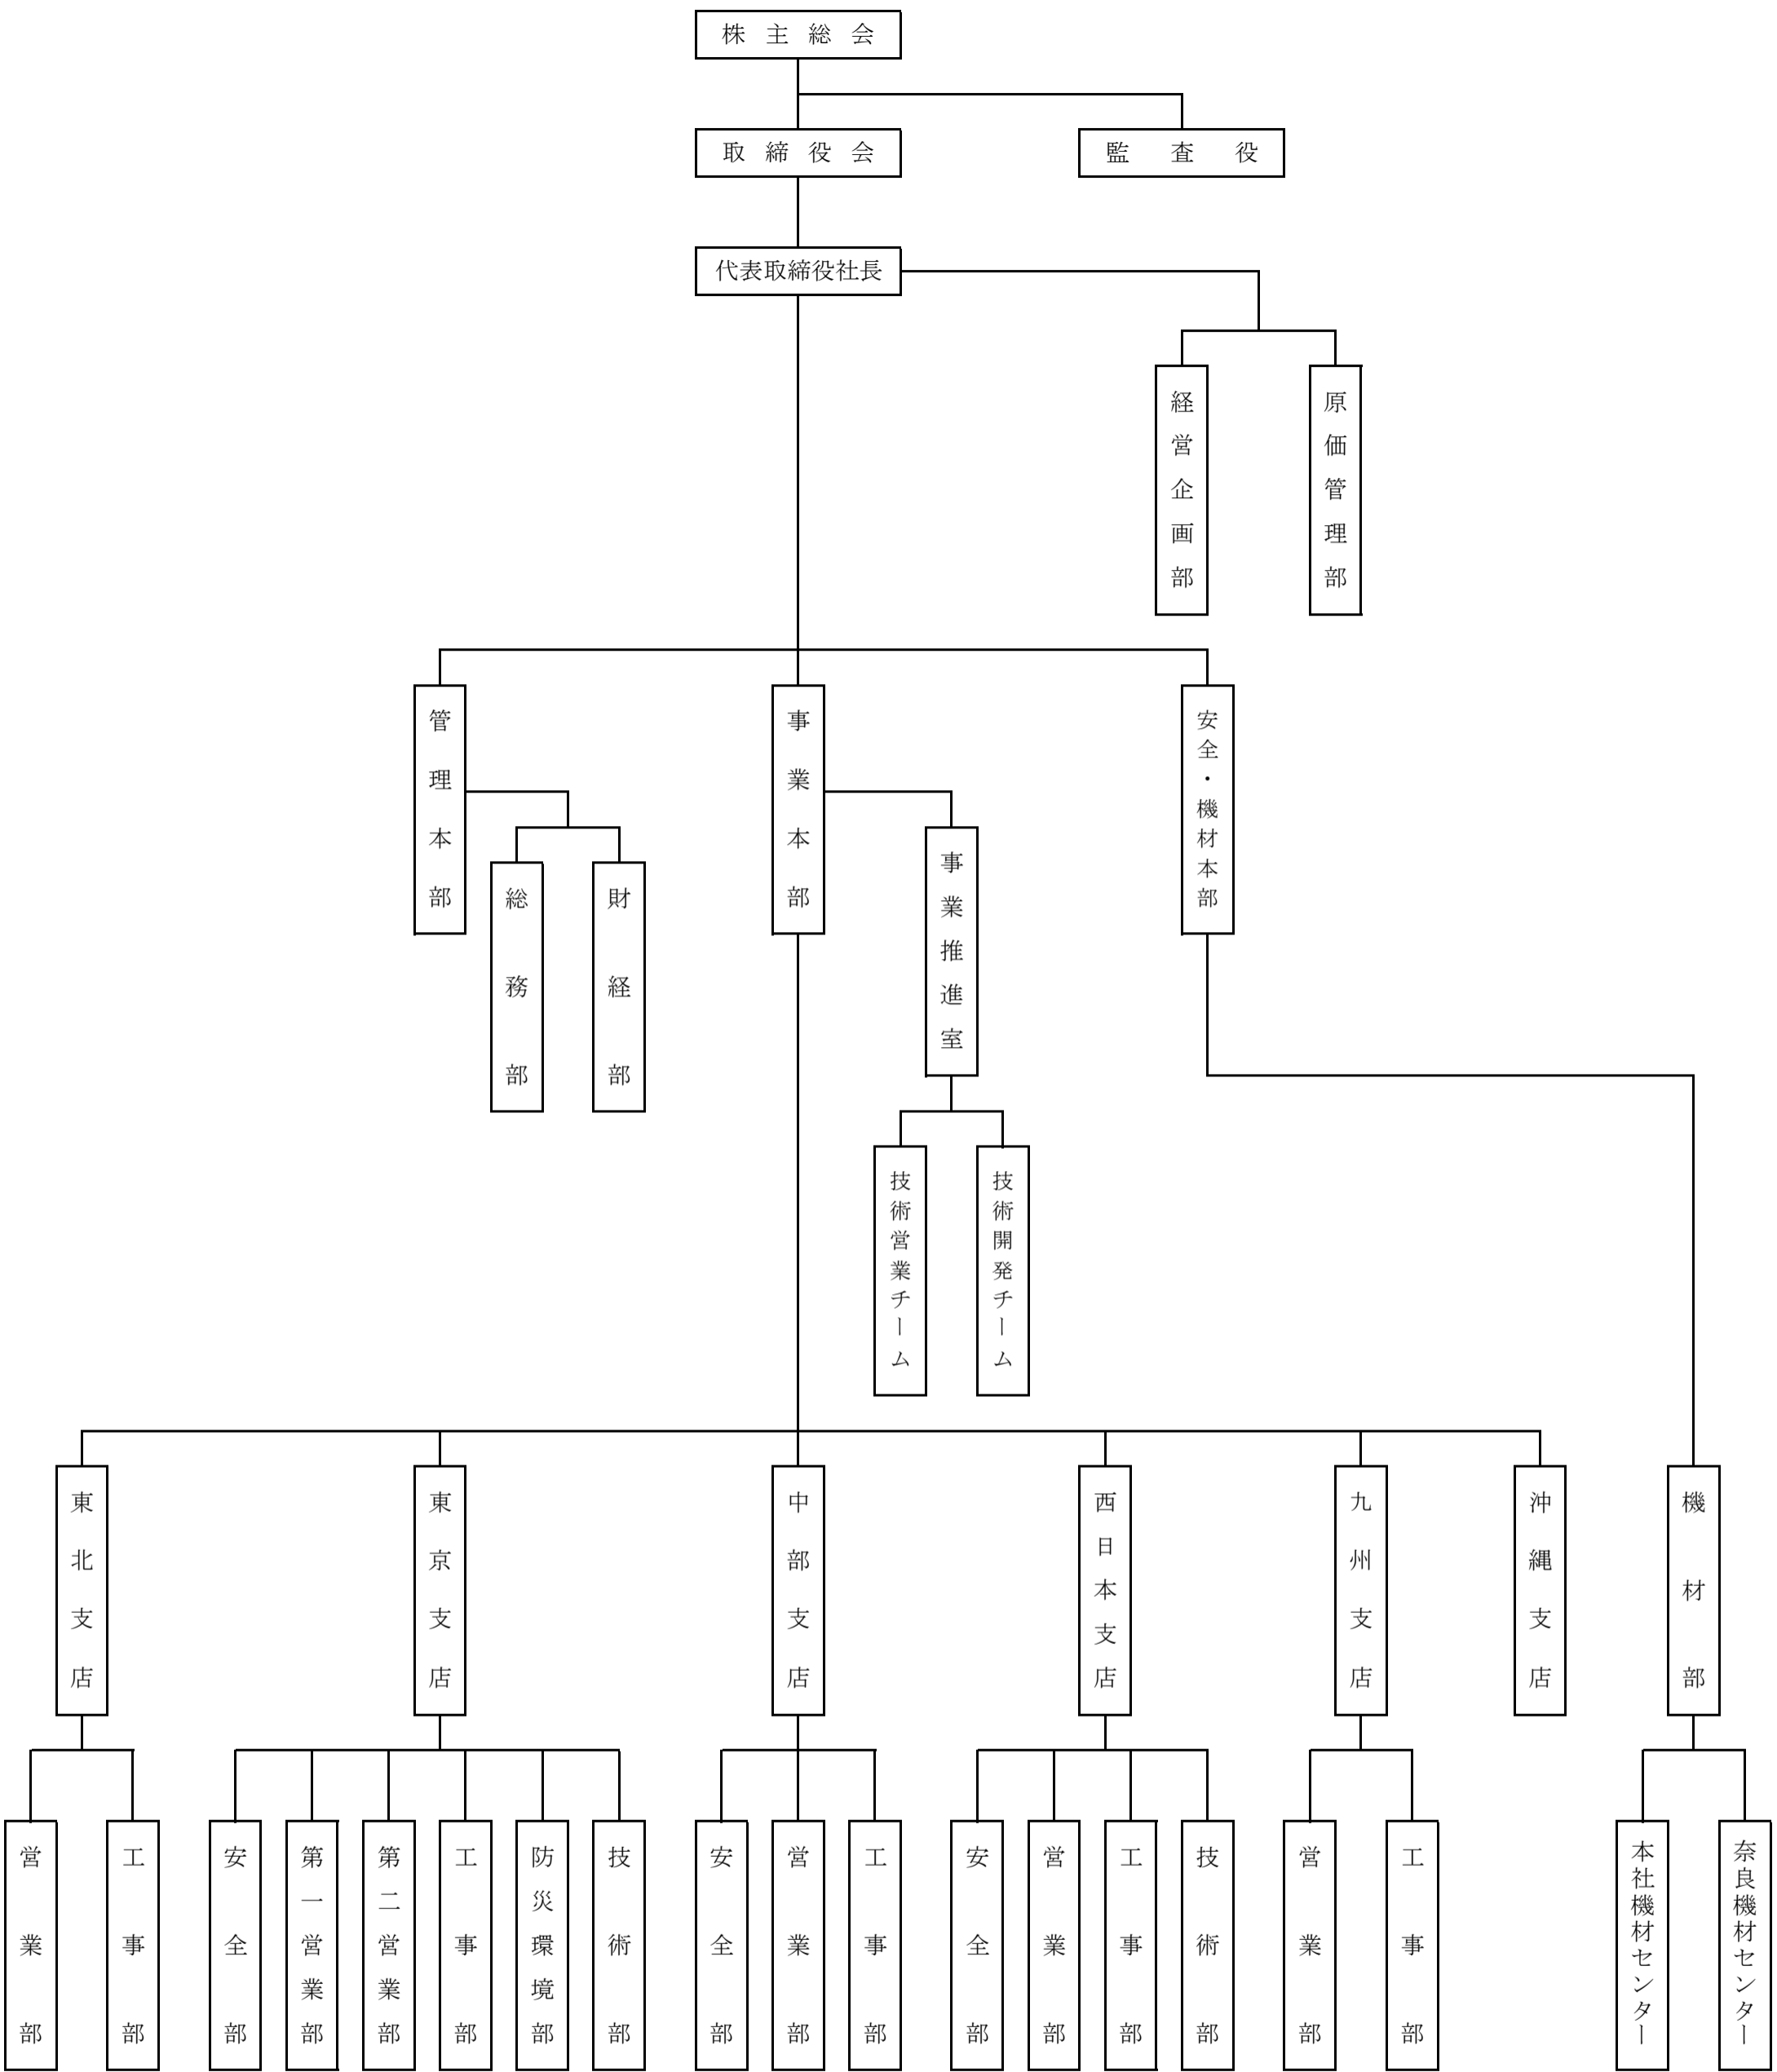 株主総会
取締役会
監査役
代表取締役社長
経営企画部
原価管理部
管理本部
事業本部
安全・機材本部
総務部
財経部
事業推進室
技術営業チーム
技術開発チーム
東北支店
東京支店
中部支店
西日本支店
九州支店
沖縄支店
機材部
営業部
工事部
安全部
第一営業部
第二営業部
工事部
防災環境部
技術部
安全部
営業部
工事部
安全部
営業部
工事部
技術部
営業部
工事部
本社機材センター
奈良機材センター